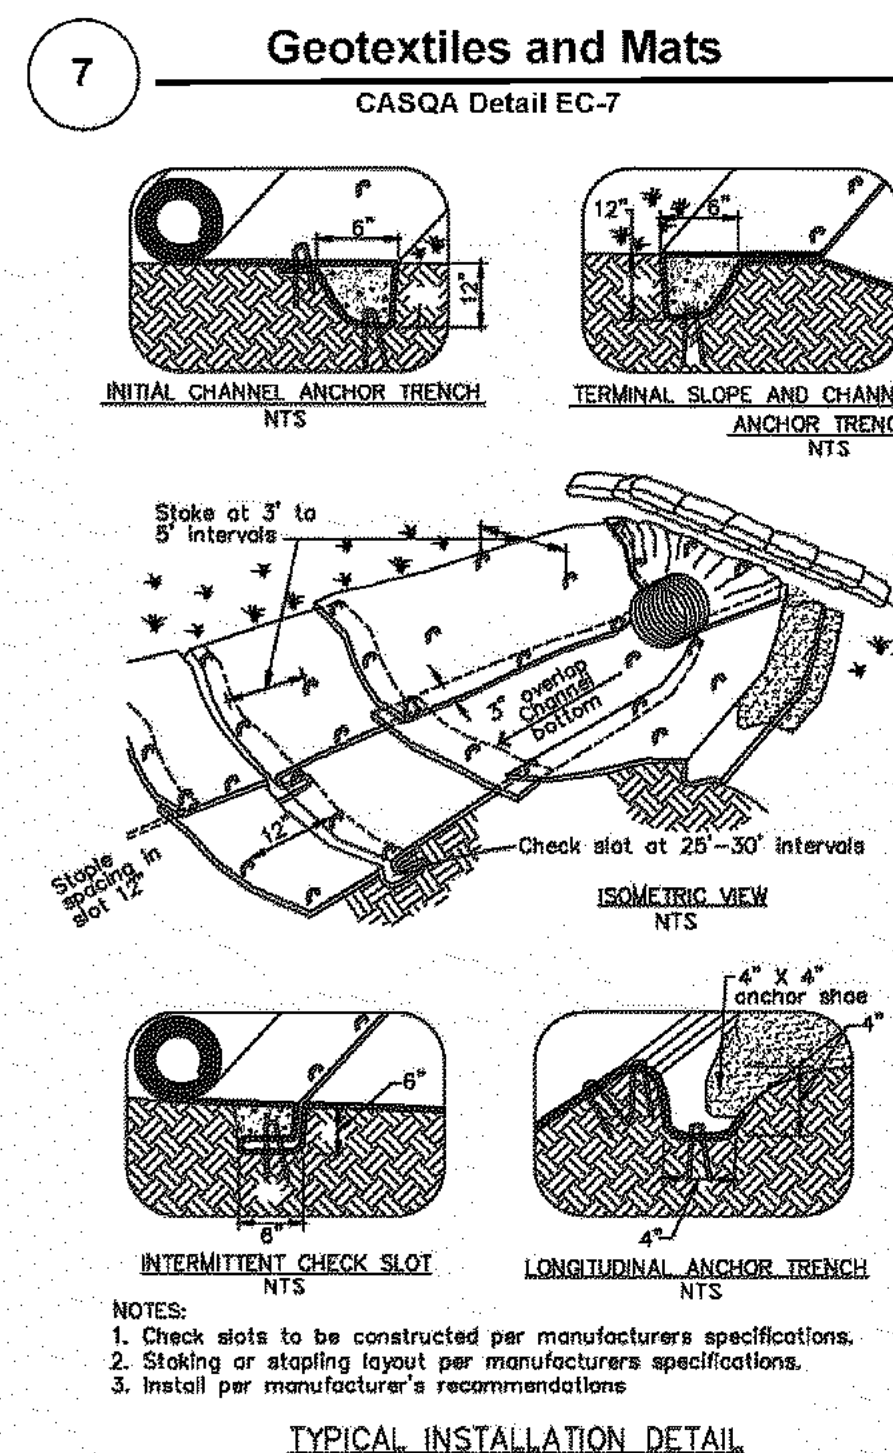 7
Geotextiles and Mats
CASQA Detail EC-7
6"
12"
INITIAL CHANNEL ANCHOR TRENCH
NTS
12"
6"
TERMINAL SLOPE AND CHANN
ANCHOR TRENC
NTS
Stake at 3' to
5' intervals
3" overlap
Channel
bottom
12"
Staple
spacing in
slot 12"
Check slot at 25'-30' intervals
ISOMETRIC VIEW
NTS
6"
6"
INTERMITTENT CHECK SLOT
NTS
4" X 4"
anchor shoe
4"
4"
LONGITUDINAL ANCHOR TRENCH
NTS
NOTES:
1. Check slots to be constructed per manufacturers specifications.
2. Staking or stapling layout per manufacturers specifications.
3. Install per manufacturer's recommendations
TYPICAL INSTALLATION DETAIL